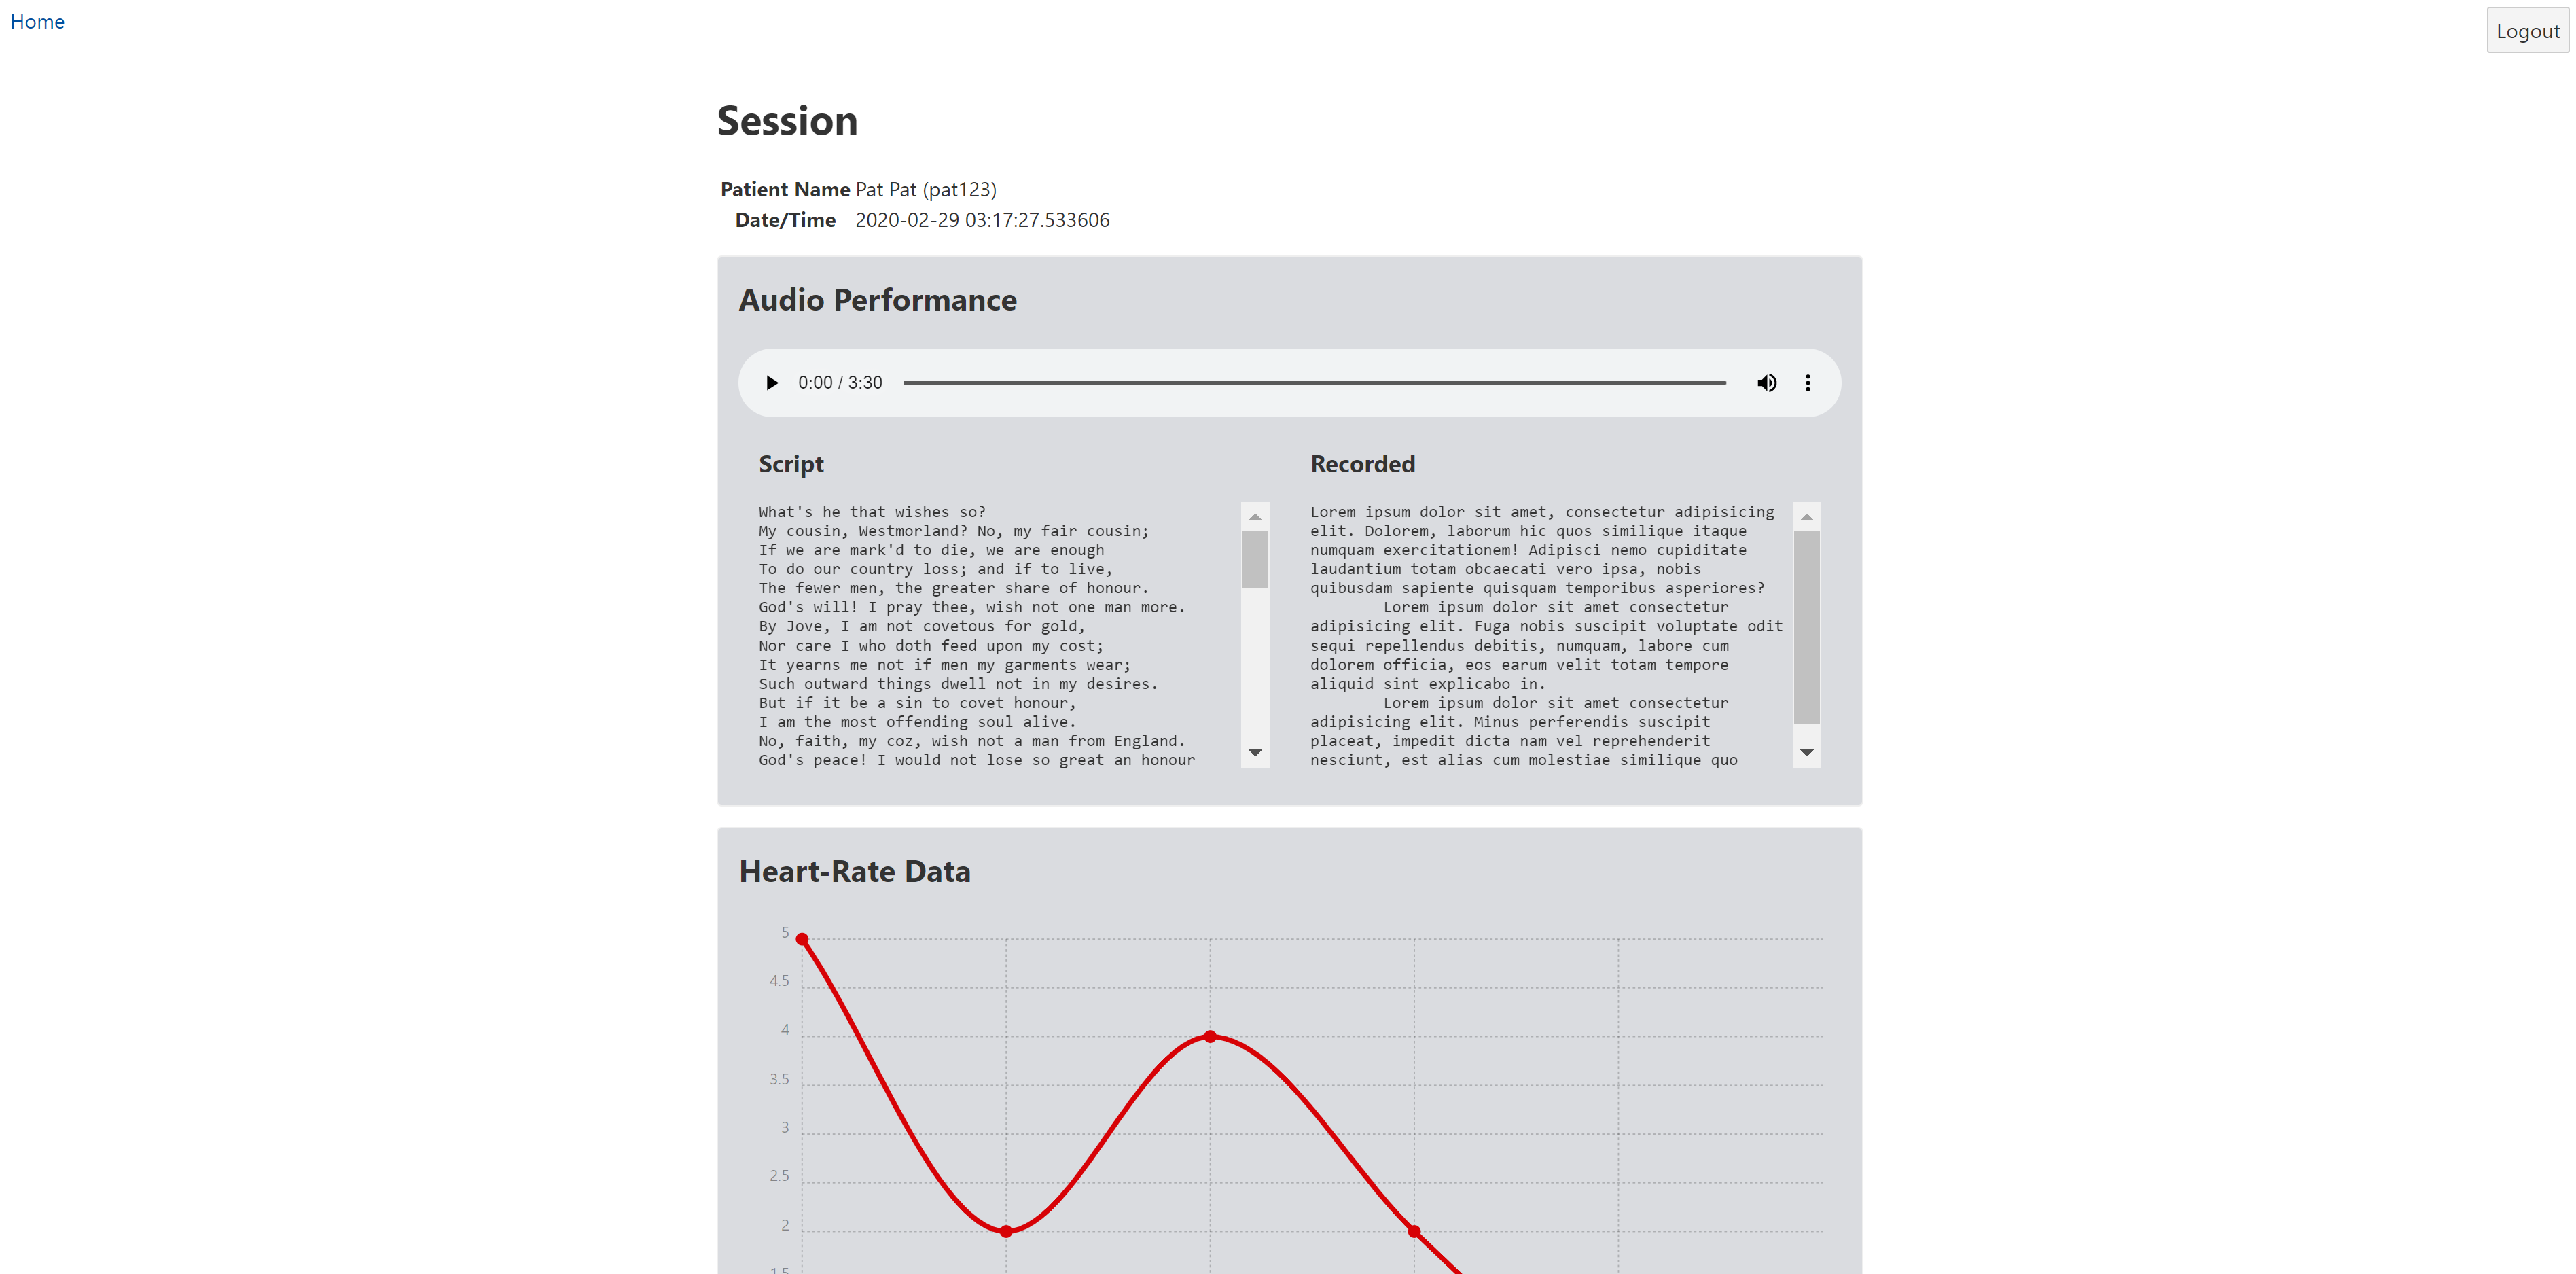 Home
Logout
Session
Patient Name Pat Pat (pat123)
Date/Time 2020-02-29 03:17:27.533606
Audio Performance
0:00 / 3:30
Script
What's he that wishes so?
My cousin, Westmorland? No, my fair cousin;
If we are mark'd to die, we are enough
To do our country loss; and if to live,
The fewer men, the greater share of honour.
God's will! I pray thee, wish not one man more.
By Jove, I am not covetous for gold,
Nor care I who doth feed upon my cost;
It yearns me not if men my garments wear;
Such outward things dwell not in my desires.
But if it be a sin to covet honour,
I am the most offending soul alive.
No, faith, my coz, wish not a man from England.
God's peace! I would not lose so great an honour
Recorded
Lorem ipsum dolor sit amet, consectetur adipisicing
elit. Dolorem, laborum hic quos similique itaque
numquam exercitationem! Adipisci nemo cupiditate
laudantium totam obcaecati vero ipsa, nobis
quibusdam sapiente quisquam temporibus asperiores?
Lorem ipsum dolor sit amet consectetur
adipisicing elit. Fuga nobis suscipit voluptate odit
sequi repellendus debitis, numquam, labore cum
dolorem officia, eos earum velit totam tempore
aliquid sint explicabo in.
Lorem ipsum dolor sit amet consectetur
adipisicing elit. Minus perferendis suscipit
placeat, impedit dicta nam vel reprehenderit
nesciunt, est alias cum molestiae similique quo
Heart-Rate Data
5
4.5
4
3.5
3
2.5
2
1.5